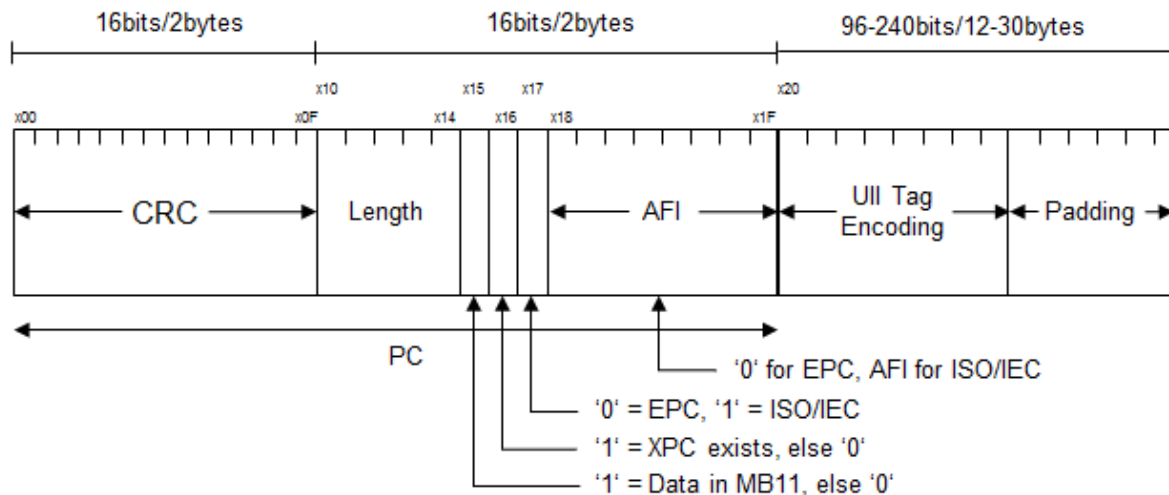 16bits/2bytes 16bits/2bytes 96-240bits/12-30bytes
x10 x15 x17 x20
x00 x0F x14 x16 x18 x1F
CRC Length AFI UII Tag Padding
Encoding
PC
‘0‘ for EPC, AFI for ISO/IEC
‘0‘ = EPC, ‘1‘ = ISO/IEC
‘1‘ = XPC exists, else ‘0‘
‘1‘ = Data in MB11, else ‘0‘